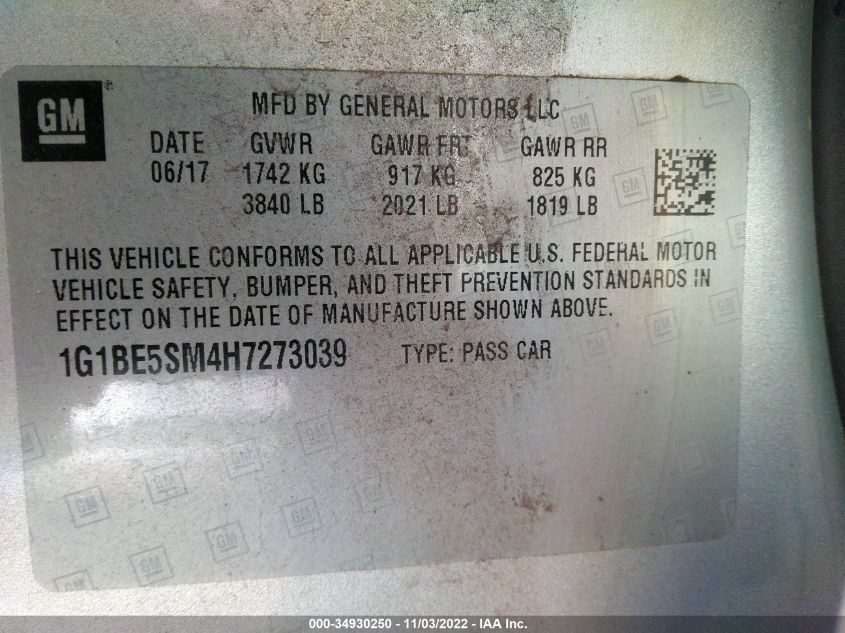 GM ®
MFD BY GENERAL MOTORS LLC
DATE GVWR GAWR FRT GAWR RR
06/17 1742 KG 917 KG 825 KG
3840 LB 2021 LB 1819 LB
THIS VEHICLE CONFORMS TO ALL APPLICABLE U.S. FEDERAL MOTOR
VEHICLE SAFETY, BUMPER, AND THEFT PREVENTION STANDARDS IN
EFFECT ON THE DATE OF MANUFACTURE SHOWN ABOVE.
1G1BE5SM4H7273039 TYPE: PASS CAR
000-34930250 - 11/03/2022 - IAA Inc.